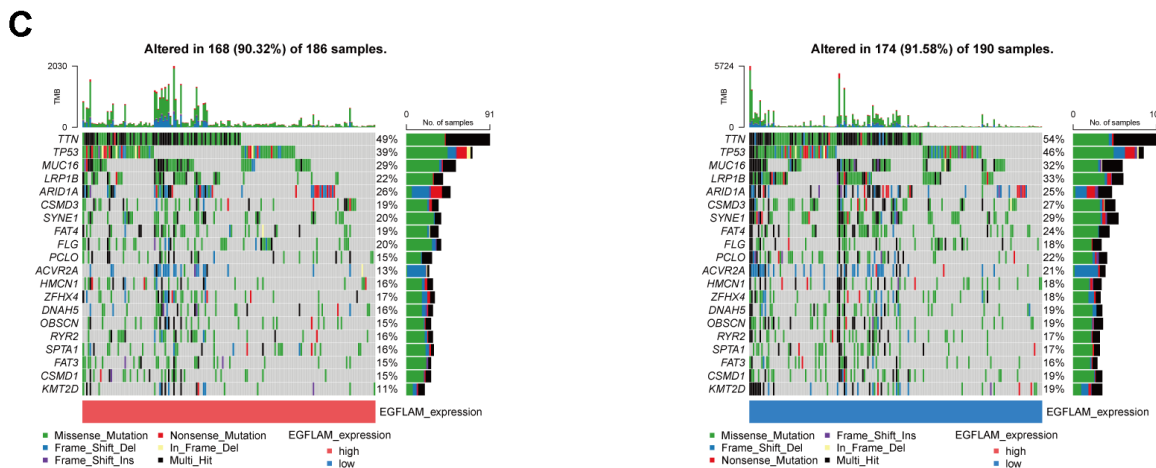 C
Altered in 168 (90.32%) of 186 samples.
2030
TMB
0
No. of samples
0 91
TTN 49%
TP53 39%
MUC16 29%
LRP1B 22%
ARID1A 26%
CSMD3 19%
SYNE1 20%
FAT4 19%
FLG 20%
PCLO 15%
ACVR2A 13%
HMCN1 16%
ZFHX4 17%
DNAH5 16%
OBSCN 15%
RYR2 16%
SPTA1 16%
FAT3 15%
CSMD1 15%
KMT2D 11%
EGFLAM_expression
Missense_Mutation
Frame_Shift_Del
Frame_Shift_Ins
Nonsense_Mutation
In_Frame_Del
Multi_Hit
EGFLAM_expression
high
low
Altered in 174 (91.58%) of 190 samples.
5724
TMB
0
No. of samples
0
TTN 54%
TP53 46%
MUC16 32%
LRP1B 33%
ARID1A 25%
CSMD3 27%
SYNE1 29%
FAT4 24%
FLG 18%
PCLO 22%
ACVR2A 21%
HMCN1 18%
ZFHX4 18%
DNAH5 19%
OBSCN 19%
RYR2 17%
SPTA1 17%
FAT3 16%
CSMD1 19%
KMT2D 19%
EGFLAM_expression
Missense_Mutation
Frame_Shift_Del
Nonsense_Mutation
Frame_Shift_Ins
In_Frame_Del
Multi_Hit
EGFLAM_expression
high
low